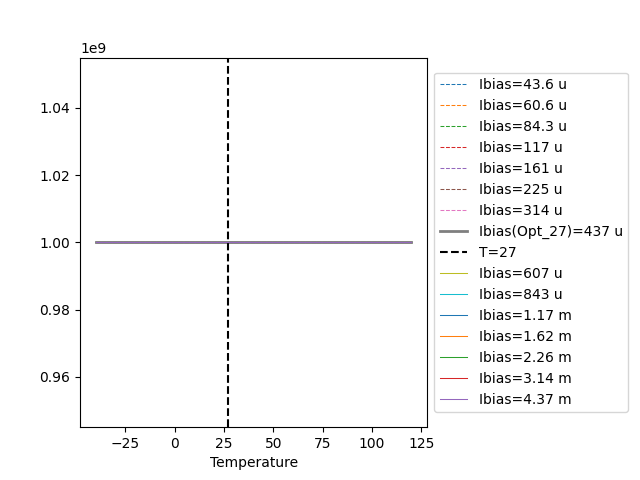 1e9
1.04
1.02
1.00
0.98
0.96
−25
0
25
50
75
100
125
Temperature
Ibias=43.6 u
Ibias=60.6 u
Ibias=84.3 u
Ibias=117 u
Ibias=161 u
Ibias=225 u
Ibias=314 u
Ibias(Opt_27)=437 u
T=27
Ibias=607 u
Ibias=843 u
Ibias=1.17 m
Ibias=1.62 m
Ibias=2.26 m
Ibias=3.14 m
Ibias=4.37 m